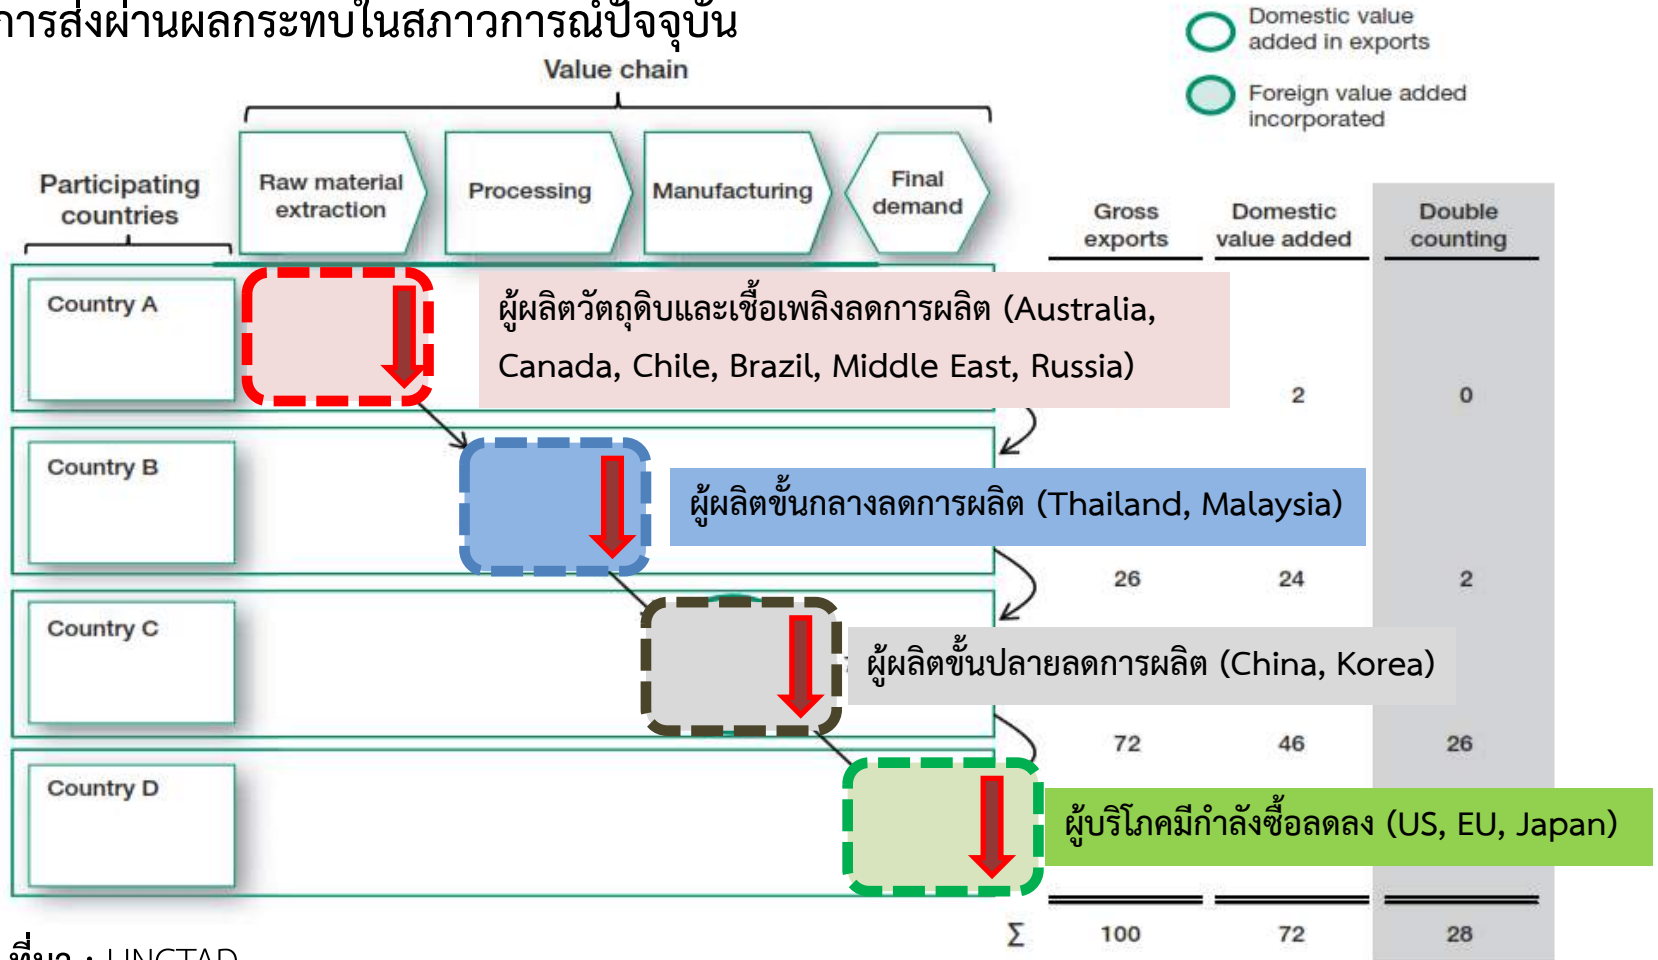 การส่งผ่านผลกระทบในสภาวการณ์ปัจจุบัน
Domestic value
added in exports
Foreign value added
incorporated
Value chain
Participating
countries
Raw material
extraction
Processing
Manufacturing
Final
demand
Gross
exports
Domestic
value added
Double
counting
Country A
ผู้ผลิตวัตถุดิบและเชื้อเพลิงลดการผลิต (Australia,
Canada, Chile, Brazil, Middle East, Russia)
2 0
Country B
ผู้ผลิตขั้นกลางลดการผลิต (Thailand, Malaysia)
26 24 2
Country C
ผู้ผลิตขั้นปลายลดการผลิต (China, Korea)
72 46 26
Country D
ผู้บริโภคมีกำลังซื้อลดลง (US, EU, Japan)
Σ 100 72 28
ที่มา : UNCTAD